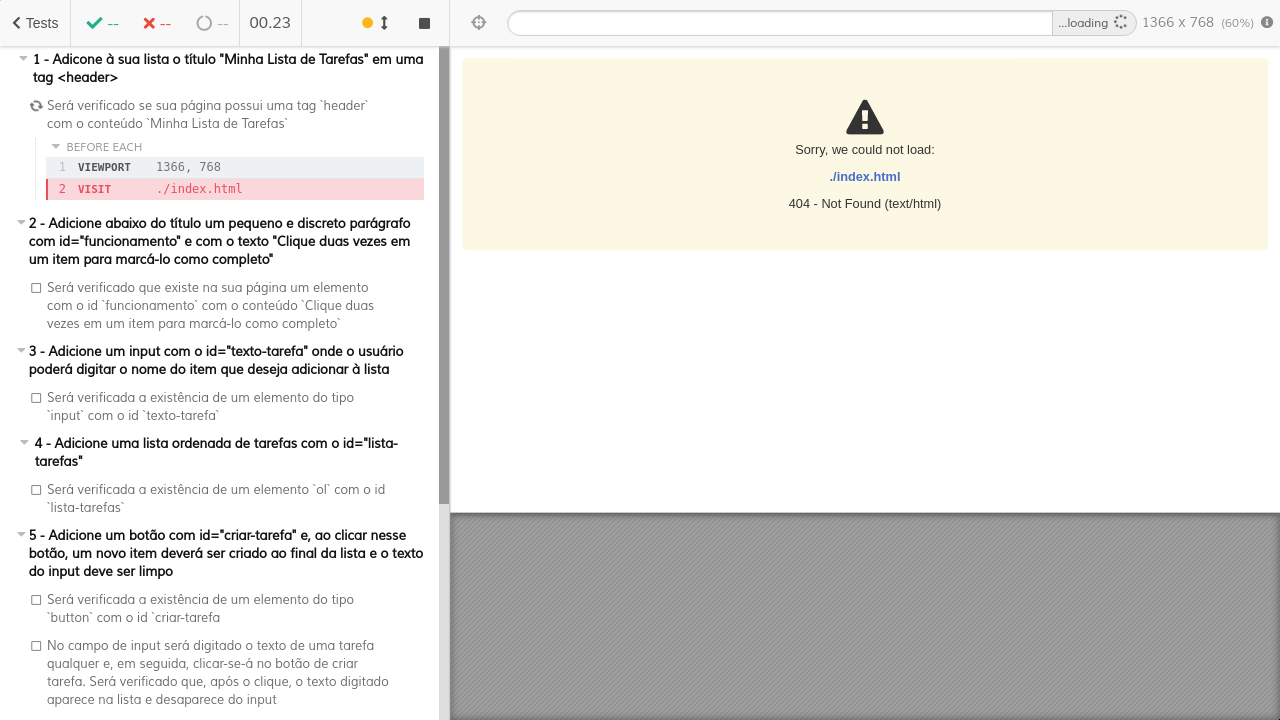 Tests
--
--
--
00.23
...loading
1366 x 768 (60%)
1 - Adicone à sua lista o título "Minha Lista de Tarefas" em uma
tag <header>
Será verificado se sua página possui uma tag `header`
com o conteúdo `Minha Lista de Tarefas`
BEFORE EACH
1 VIEWPORT 1366, 768
2 VISIT ./index.html
2 - Adicione abaixo do título um pequeno e discreto parágrafo
com id="funcionamento" e com o texto "Clique duas vezes em
um item para marcá-lo como completo"
Será verificado que existe na sua página um elemento
com o id `funcionamento` com o conteúdo `Clique duas
vezes em um item para marcá-lo como completo`
3 - Adicione um input com o id="texto-tarefa" onde o usuário
poderá digitar o nome do item que deseja adicionar à lista
Será verificada a existência de um elemento do tipo
`input` com o id `texto-tarefa`
4 - Adicione uma lista ordenada de tarefas com o id="lista-
tarefas"
Será verificada a existência de um elemento `ol` com o id
`lista-tarefas`
5 - Adicione um botão com id="criar-tarefa" e, ao clicar nesse
botão, um novo item deverá ser criado ao final da lista e o texto
do input deve ser limpo
Será verificada a existência de um elemento do tipo
`button` com o id `criar-tarefa
No campo de input será digitado o texto de uma tarefa
qualquer e, em seguida, clicar-se-á no botão de criar
tarefa. Será verificado que, após o clique, o texto digitado
aparece na lista e desaparece do input
Sorry, we could not load:
./index.html
404 - Not Found (text/html)